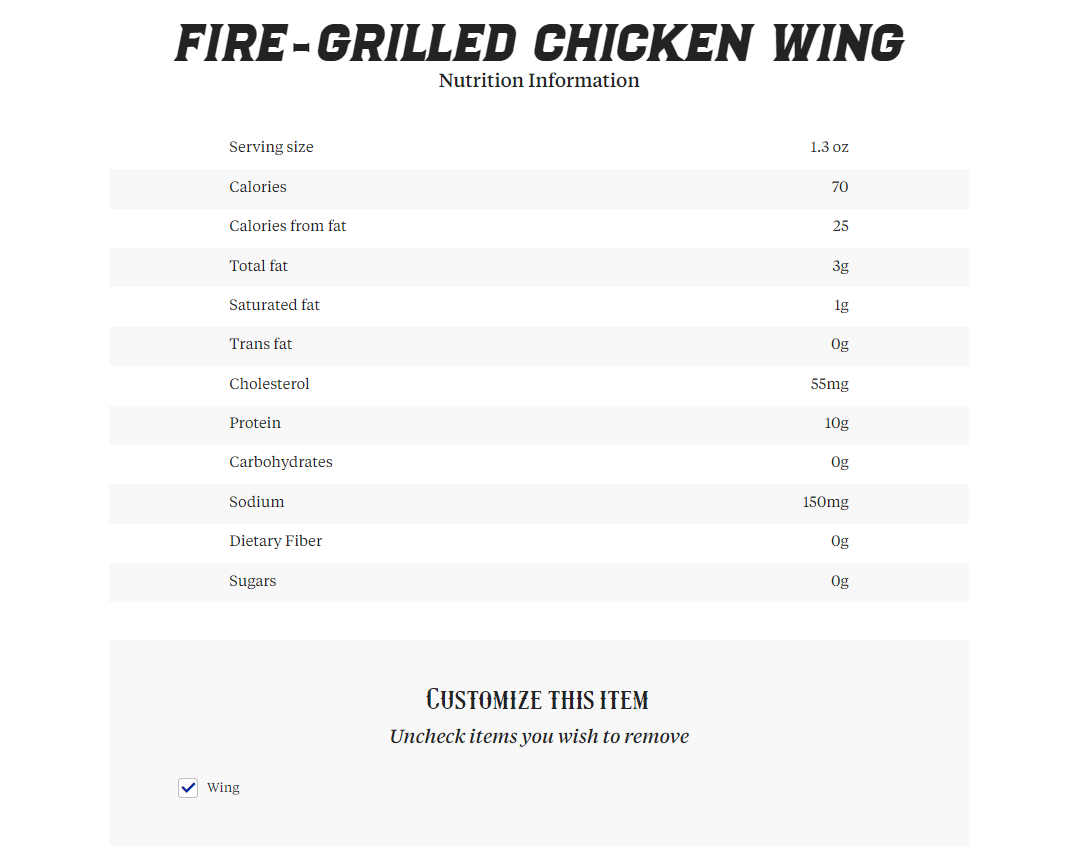 FIRE-GRILLED CHICKEN WING
Nutrition Information
Serving size 1.3 oz
Calories 70
Calories from fat 25
Total fat 3g
Saturated fat 1g
Trans fat 0g
Cholesterol 55mg
Protein 10g
Carbohydrates 0g
Sodium 150mg
Dietary Fiber 0g
Sugars 0g
Customize this item
Uncheck items you wish to remove
Wing